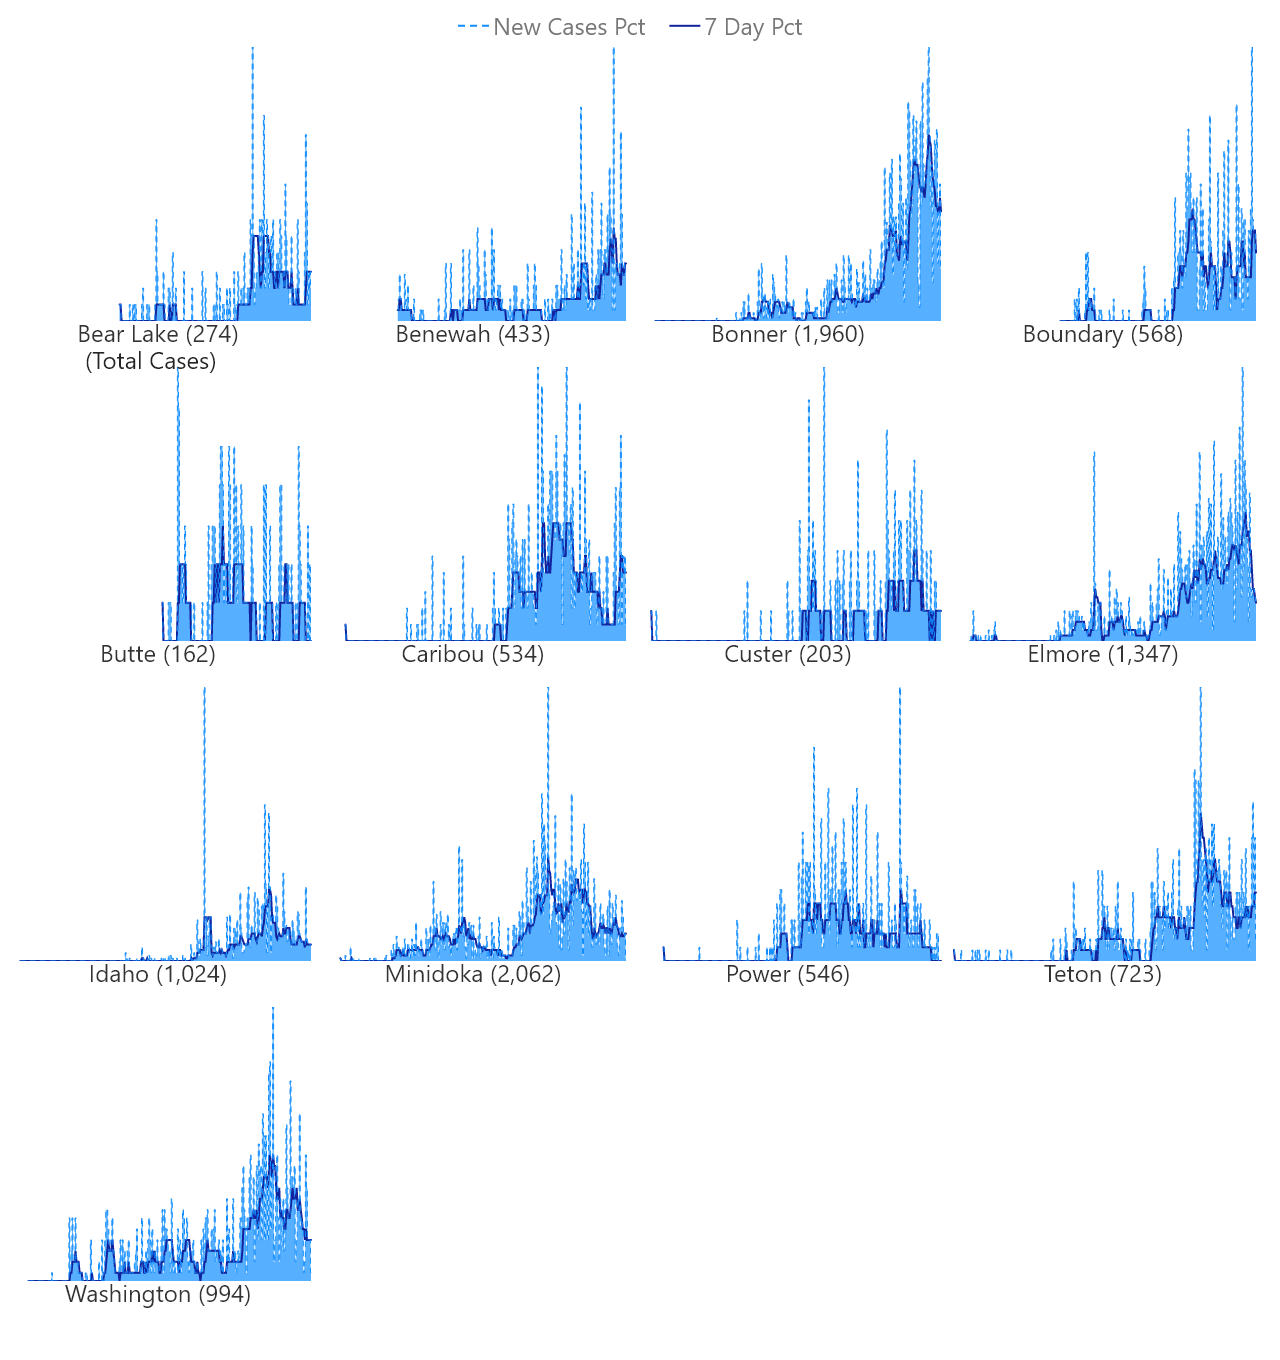 New Cases Pct 7 Day Pct
Bear Lake (274) Benewah (433) Bonner (1,960) Boundary (568)
(Total Cases)
Butte (162) Caribou (534) Custer (203) Elmore (1,347)
Idaho (1,024) Minidoka (2,062) Power (546) Teton (723)
Washington (994)